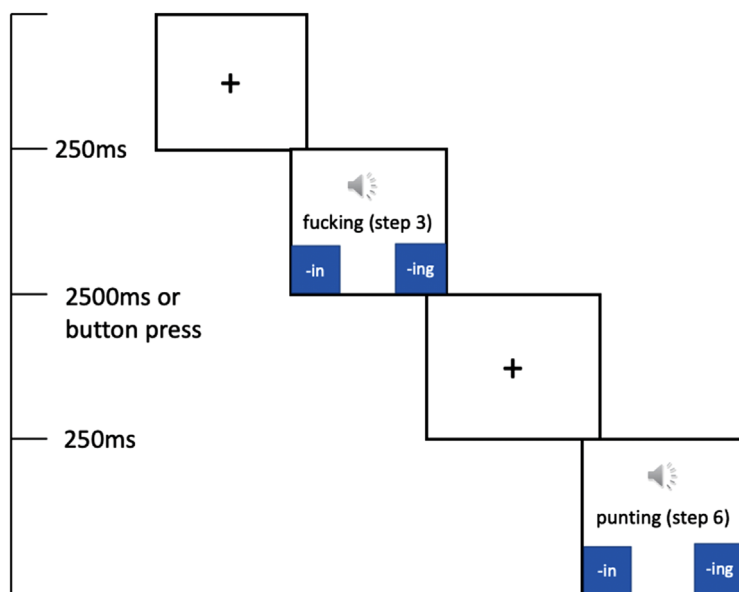 +
250ms
fucking (step 3)
-in -ing
2500ms or
button press
+
250ms
punting (step 6)
-in -ing